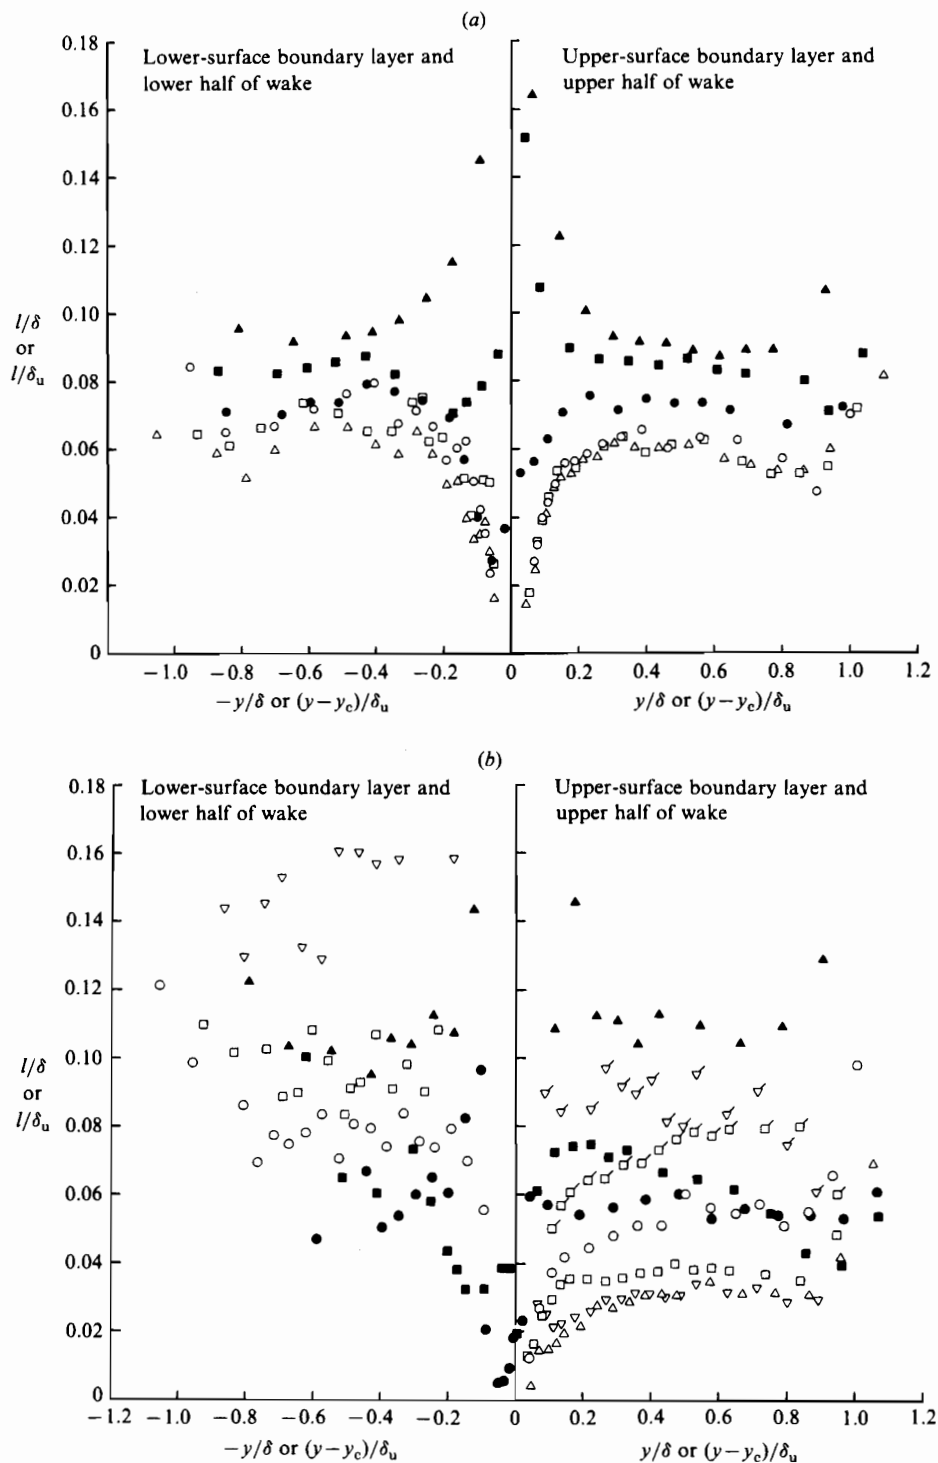 (a)
Lower-surface boundary layer and
lower half of wake
Upper-surface boundary layer and
upper half of wake
0.18
0.16
0.14
0.12
0.10
l/δ
or
l/δu
0.08
0.06
0.04
0.02
0
−1.0 −0.8 −0.6 −0.4 −0.2 0 0.2 0.4 0.6 0.8 1.0 1.2
−y/δ or (y−yc)/δu
y/δ or (y−yc)/δu
(b)
Lower-surface boundary layer and
lower half of wake
Upper-surface boundary layer and
upper half of wake
0.18
0.16
0.14
0.12
0.10
l/δ
or
l/δu
0.08
0.06
0.04
0.02
0
−1.2 −1.0 −0.8 −0.6 −0.4 −0.2 0 0.2 0.4 0.6 0.8 1.0 1.2
−y/δ or (y−yc)/δu
y/δ or (y−yc)/δu